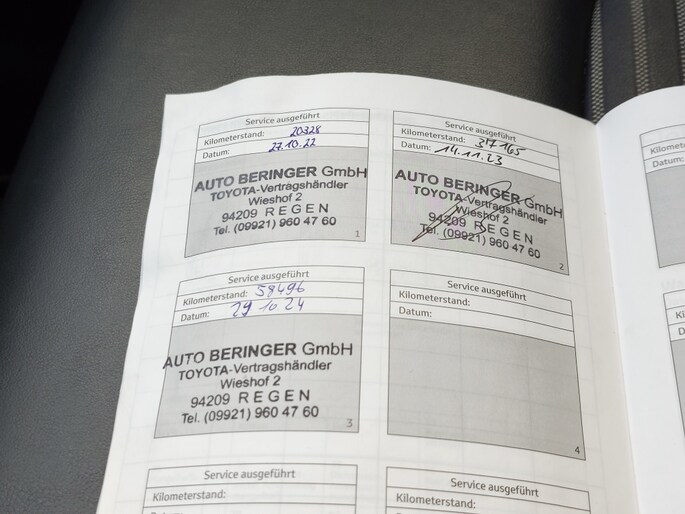 Service ausgeführt
Kilometerstand: 20328
Datum: 27.10.22
AUTO BERINGER GmbH
TOYOTA-Vertragshändler
Wieshof 2
94209 REGEN
Tel. (09921) 960 47 60
1
Service ausgeführt
Kilometerstand: 37165
Datum: 14.11.23
AUTO BERINGER GmbH
TOYOTA-Vertragshändler
Wieshof 2
94209 REGEN
Tel. (09921) 960 47 60
2
Service ausgeführt
Kilometerstand: 58496
Datum: 29 10 24
AUTO BERINGER GmbH
TOYOTA-Vertragshändler
Wieshof 2
94209 REGEN
Tel. (09921) 960 47 60
3
Service ausgeführt
Kilometerstand:
Datum:
4
Service ausgeführt
Kilometerstand:
Service ausgeführt
Kilometerstand: